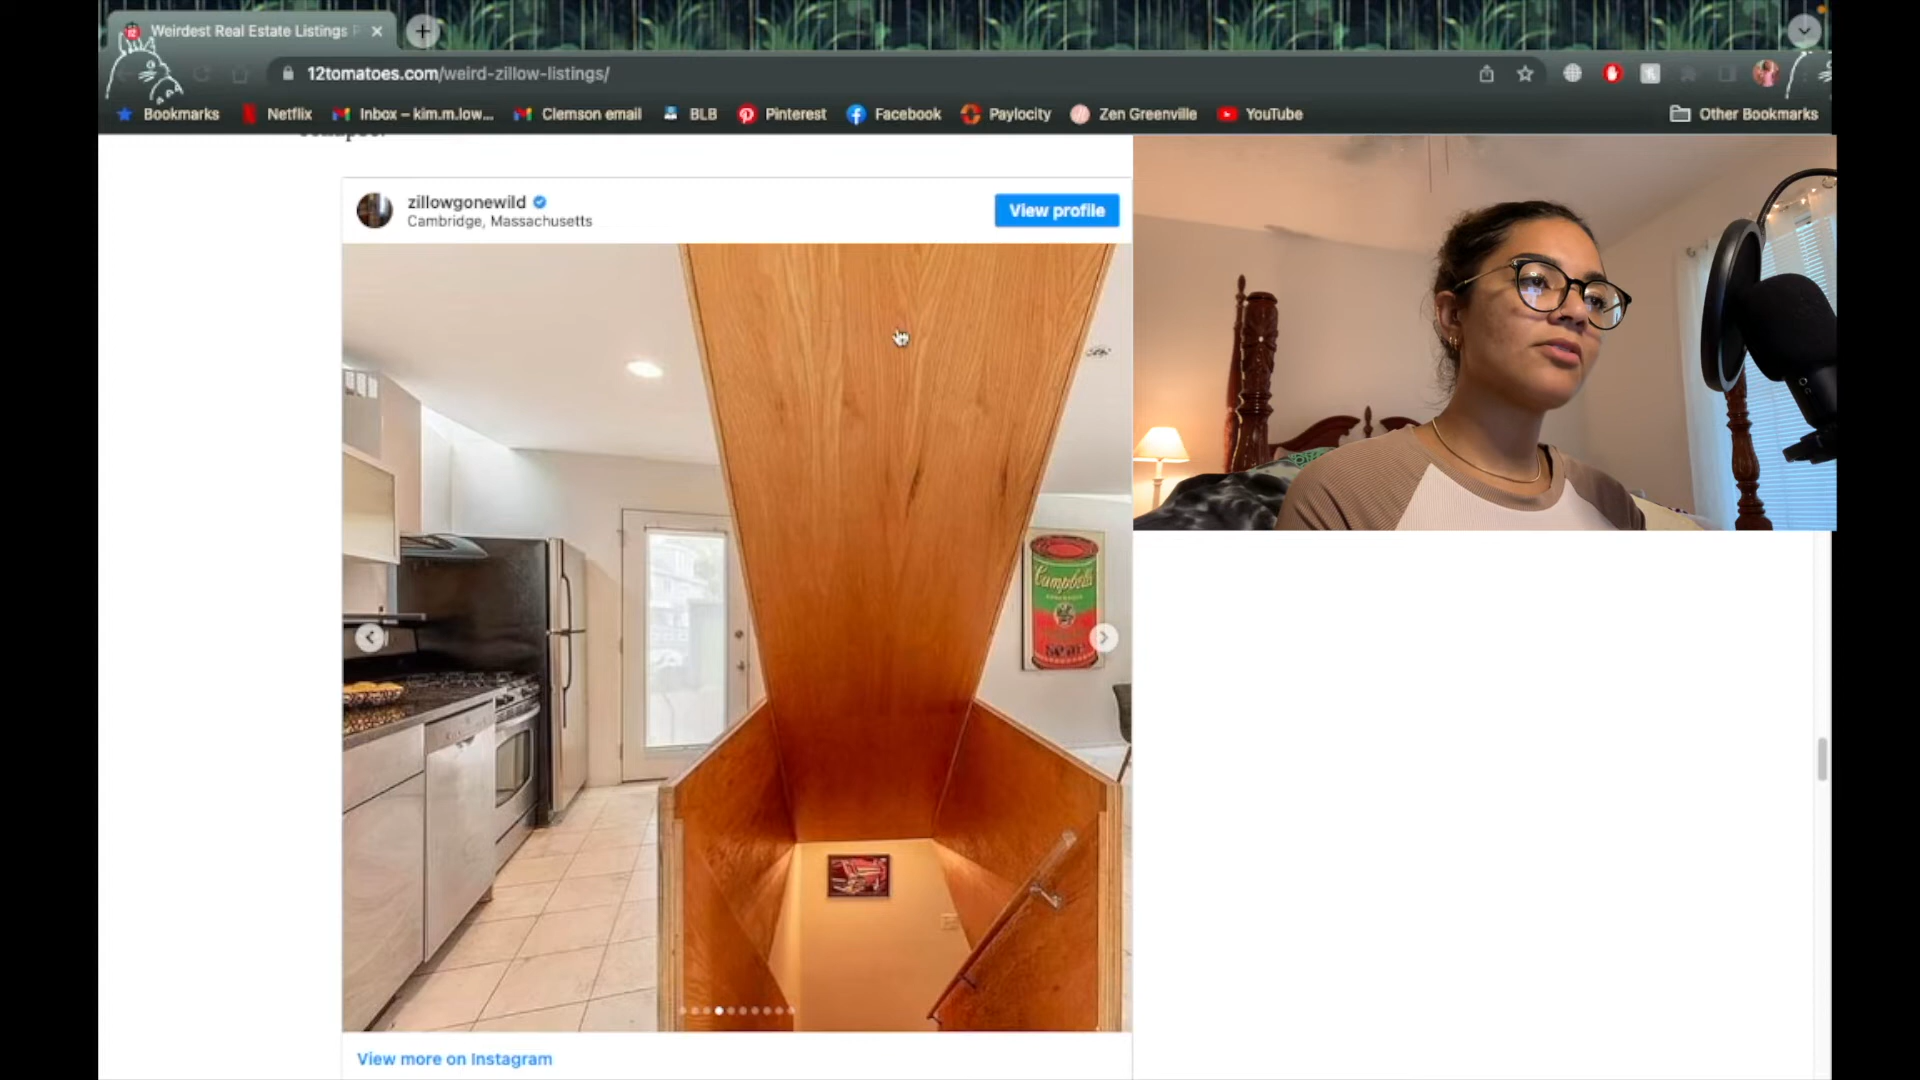 Weirdest Real Estate Listings
12tomatoes.com/weird-zillow-listings/
Bookmarks Netflix Inbox – kim.m.low... Clemson email BLB Pinterest Facebook Paylocity Zen Greenville YouTube Other Bookmarks
zillowgonewild
Cambridge, Massachusetts
View profile
Campbell's
SOUP
View more on Instagram